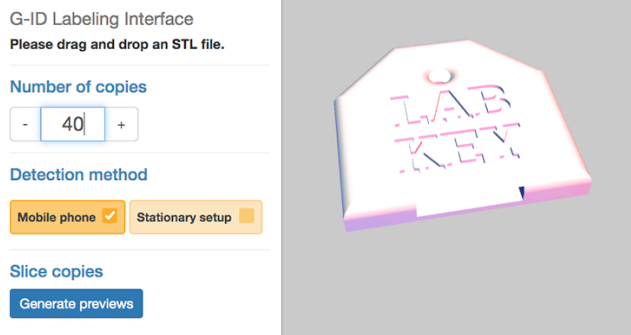 G-ID Labeling Interface
Please drag and drop an STL file.
Number of copies
- 40 +
Detection method
Mobile phone Stationary setup
Slice copies
Generate previews
LAB
KEY